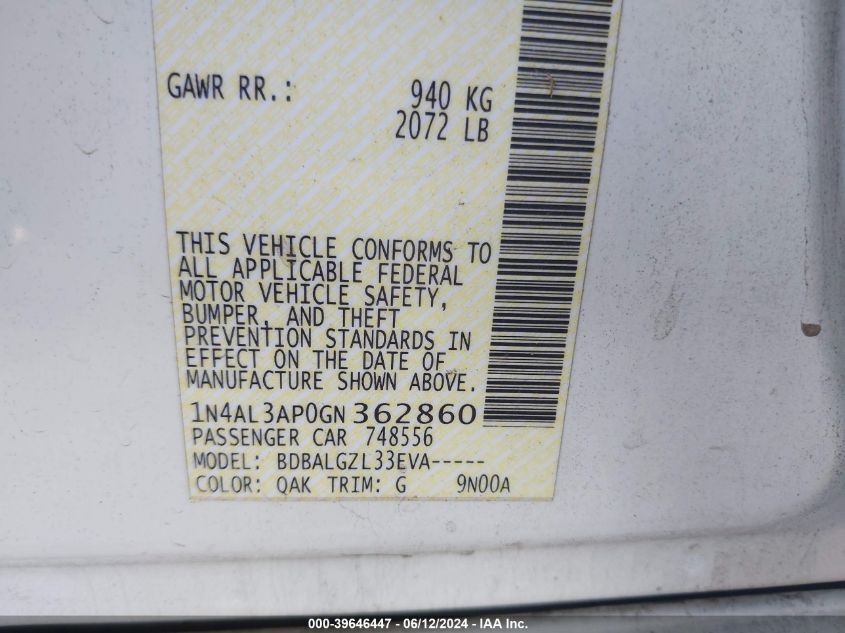 GAWR RR.: 940 KG
2072 LB
THIS VEHICLE CONFORMS TO
ALL APPLICABLE FEDERAL
MOTOR VEHICLE SAFETY,
BUMPER, AND THEFT
PREVENTION STANDARDS IN
EFFECT ON THE DATE OF
MANUFACTURE SHOWN ABOVE.
1N4AL3AP0GN362860
PASSENGER CAR 748556
MODEL: BDBALGZL33EVA-----
COLOR: QAK TRIM: G 9N00A
000-39646447 - 06/12/2024 - IAA Inc.